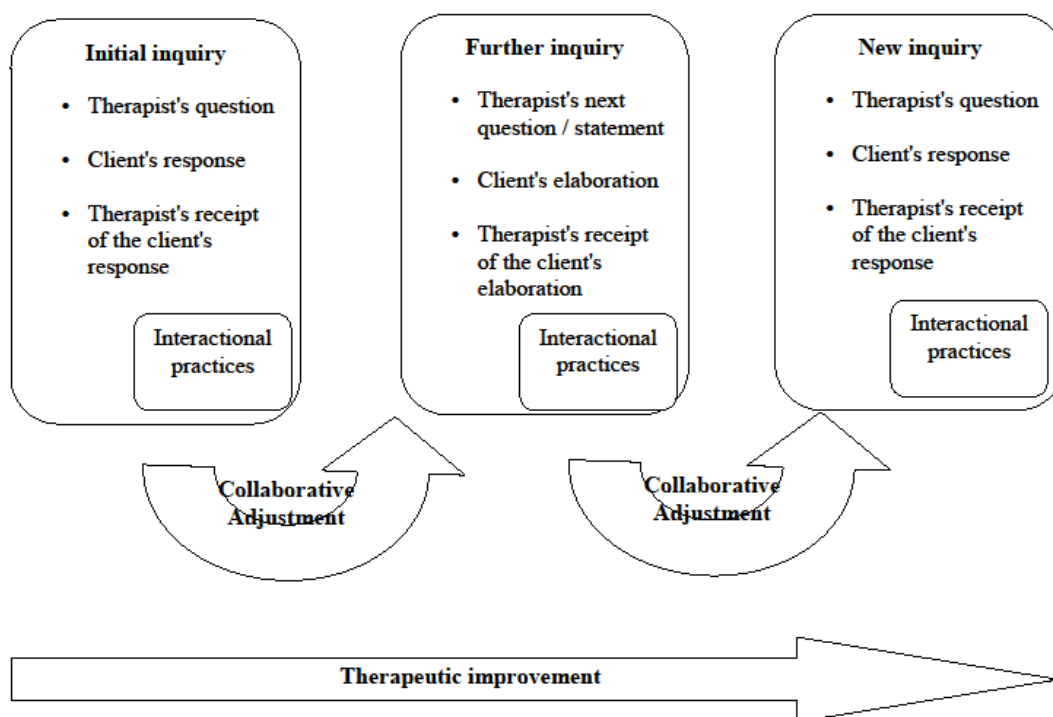 Initial inquiry
• Therapist's question
• Client's response
• Therapist's receipt
of the client's
response
Interactional
practices
Further inquiry
• Therapist's next
question / statement
• Client's elaboration
• Therapist's receipt
of the client's
elaboration
Interactional
practices
New inquiry
• Therapist's question
• Client's response
• Therapist's receipt
of the client's
response
Interactional
practices
Collaborative
Adjustment
Collaborative
Adjustment
Therapeutic improvement